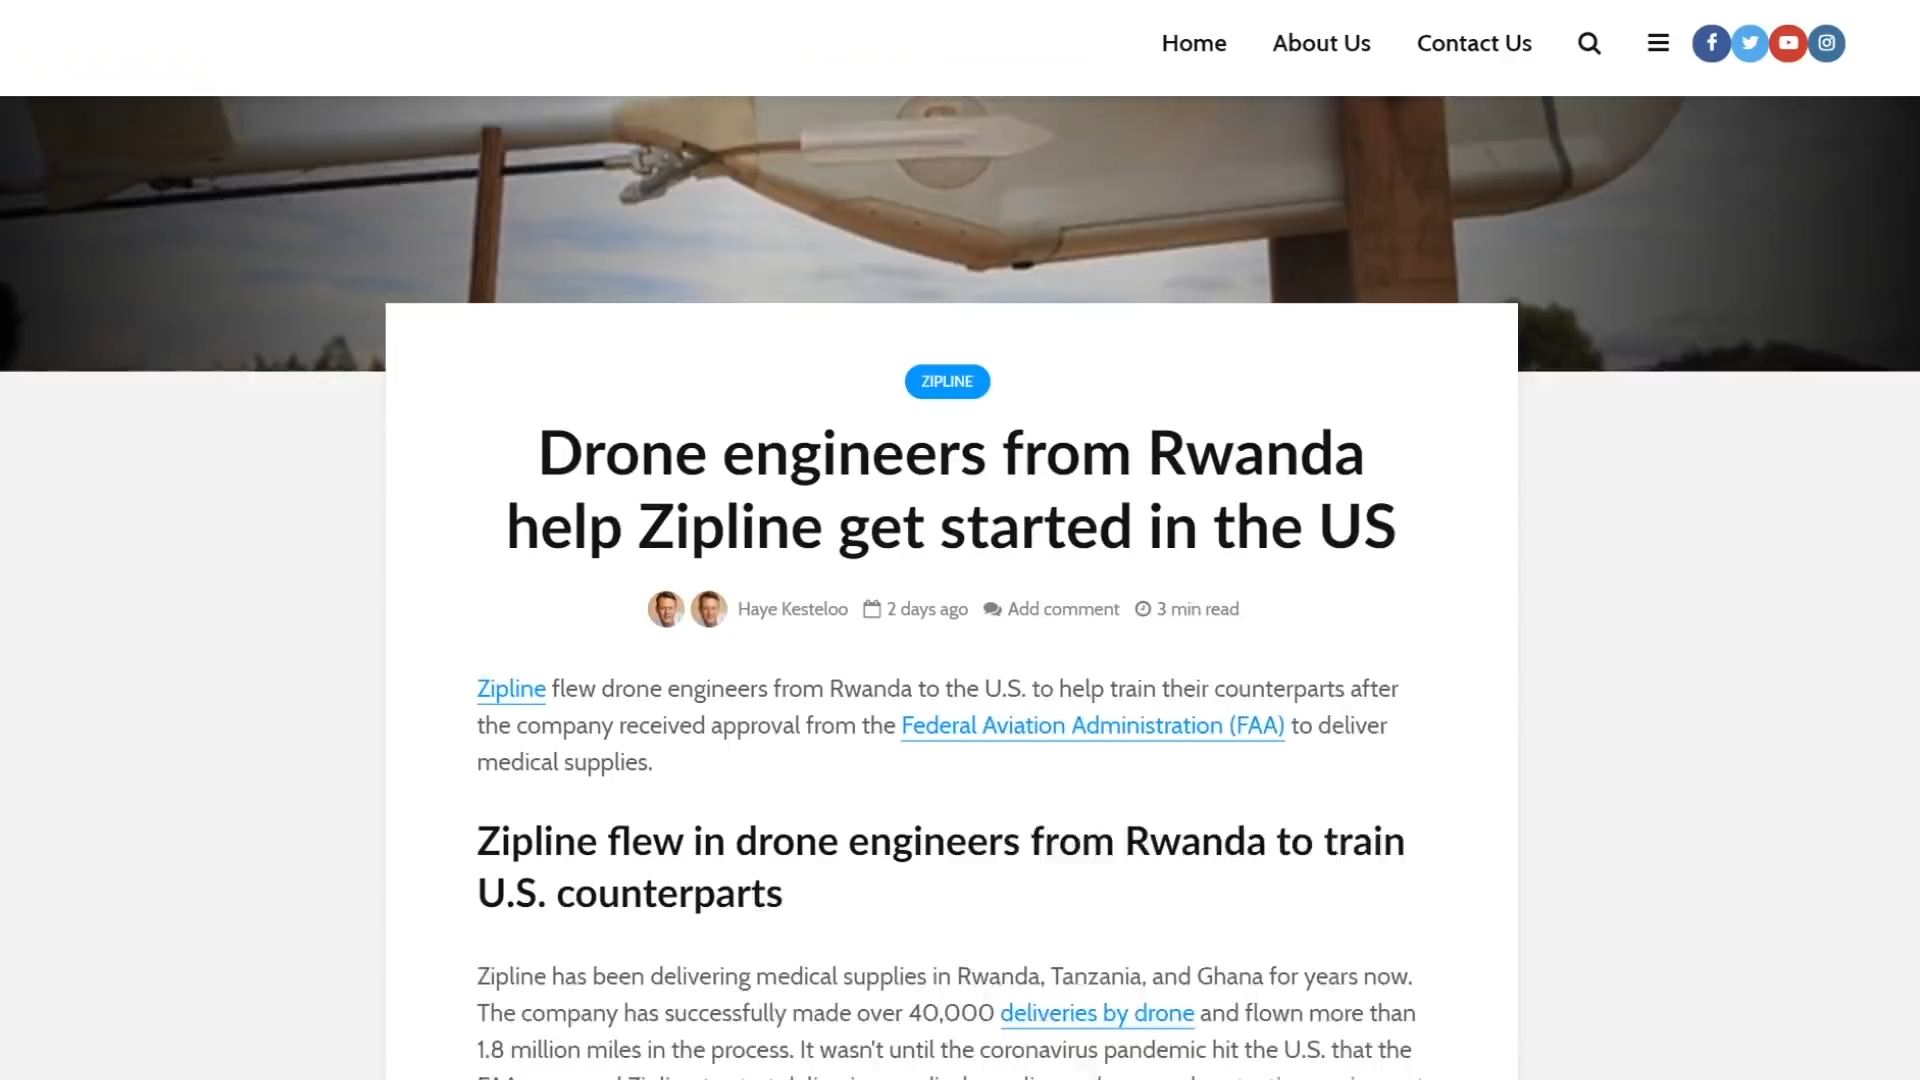 Home About Us Contact Us
ZIPLINE
Drone engineers from Rwanda
help Zipline get started in the US
Haye Kesteloo 2 days ago Add comment 3 min read
Zipline flew drone engineers from Rwanda to the U.S. to help train their counterparts after
the company received approval from the Federal Aviation Administration (FAA) to deliver
medical supplies.
Zipline flew in drone engineers from Rwanda to train
U.S. counterparts
Zipline has been delivering medical supplies in Rwanda, Tanzania, and Ghana for years now.
The company has successfully made over 40,000 deliveries by drone and flown more than
1.8 million miles in the process. It wasn't until the coronavirus pandemic hit the U.S. that the